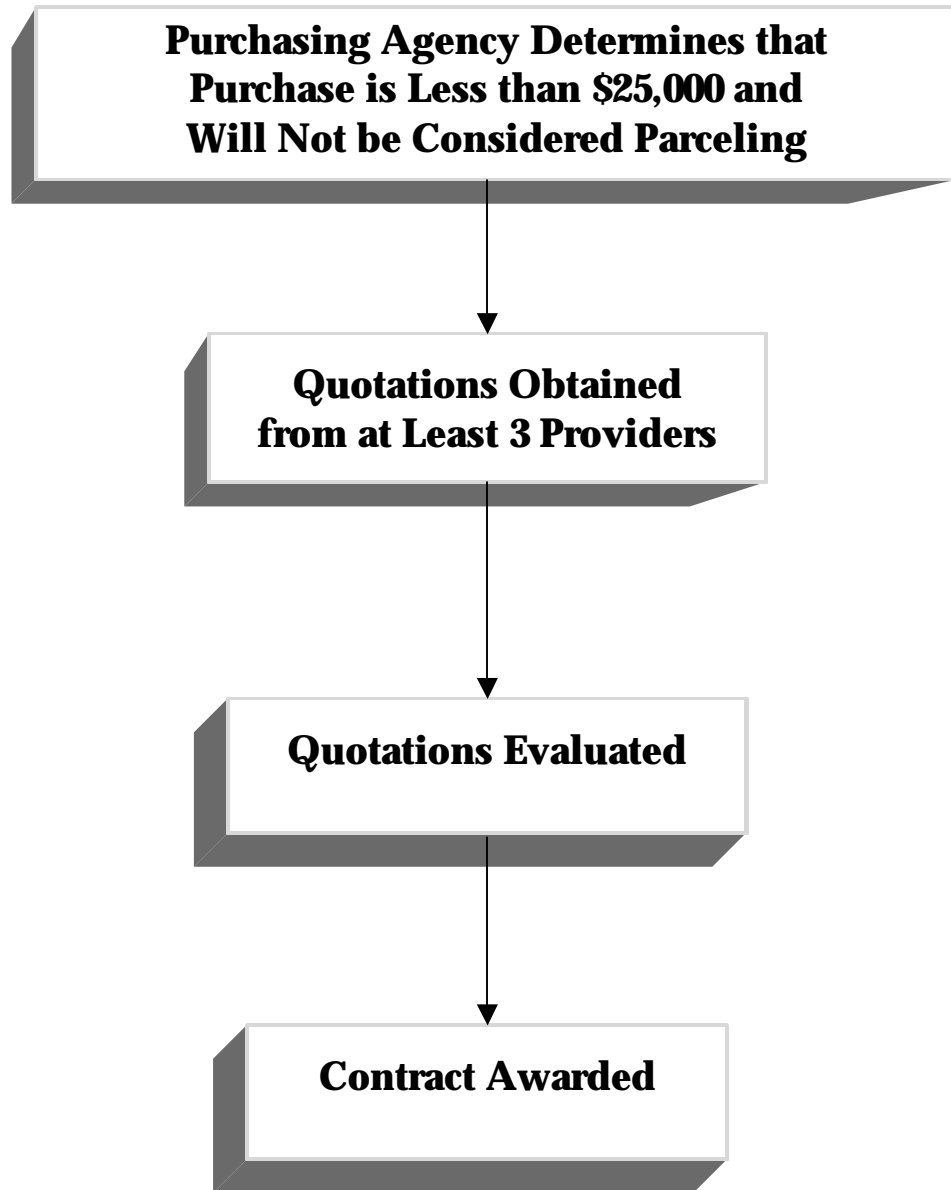 Purchasing Agency Determines that
Purchase is Less than $25,000 and
Will Not be Considered Parceling
Quotations Obtained
from at Least 3 Providers
Quotations Evaluated
Contract Awarded